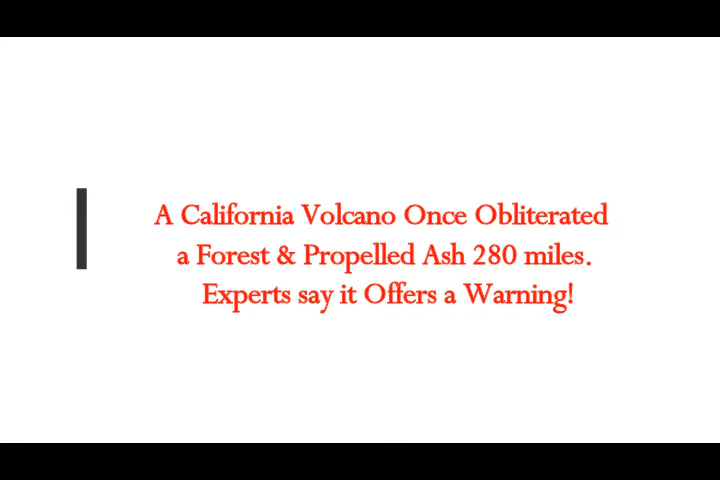 A California Volcano Once Obliterated
a Forest & Propelled Ash 280 miles.
Experts say it Offers a Warning!